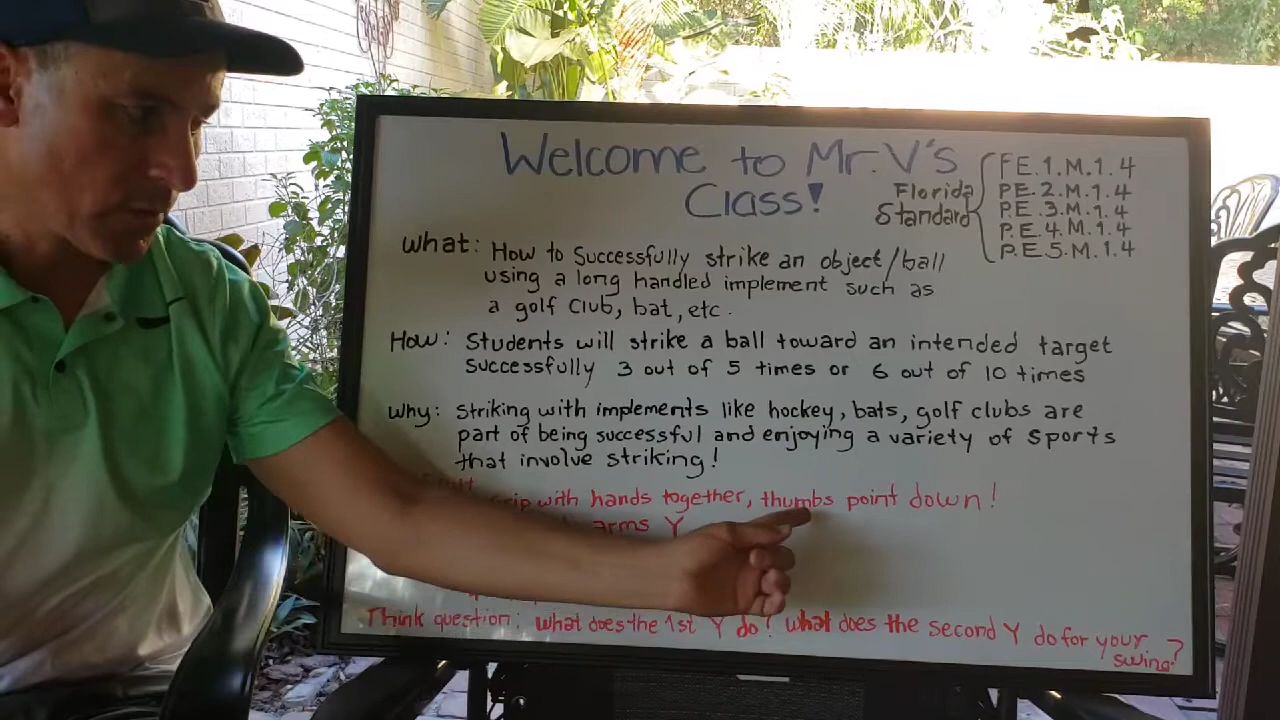 Welcome to Mr. V's
Class!
Florida
Standard
P.E.1.M.1.4
P.E.2.M.1.4
P.E.3.M.1.4
P.E.4.M.1.4
P.E.5.M.1.4
What: How to Successfully strike an object/ball
using a long handled implement such as
a golf club, bat, etc.
How: Students will strike a ball toward an intended target
successfully 3 out of 5 times or 6 out of 10 times
Why: Striking with implements like hockey, bats, golf clubs are
part of being successful and enjoying a variety of sports
that involve striking!
with hands together, thumbs point down!
arms Y
Think question: What does the 1st Y do? What does the second Y do for your
swing?